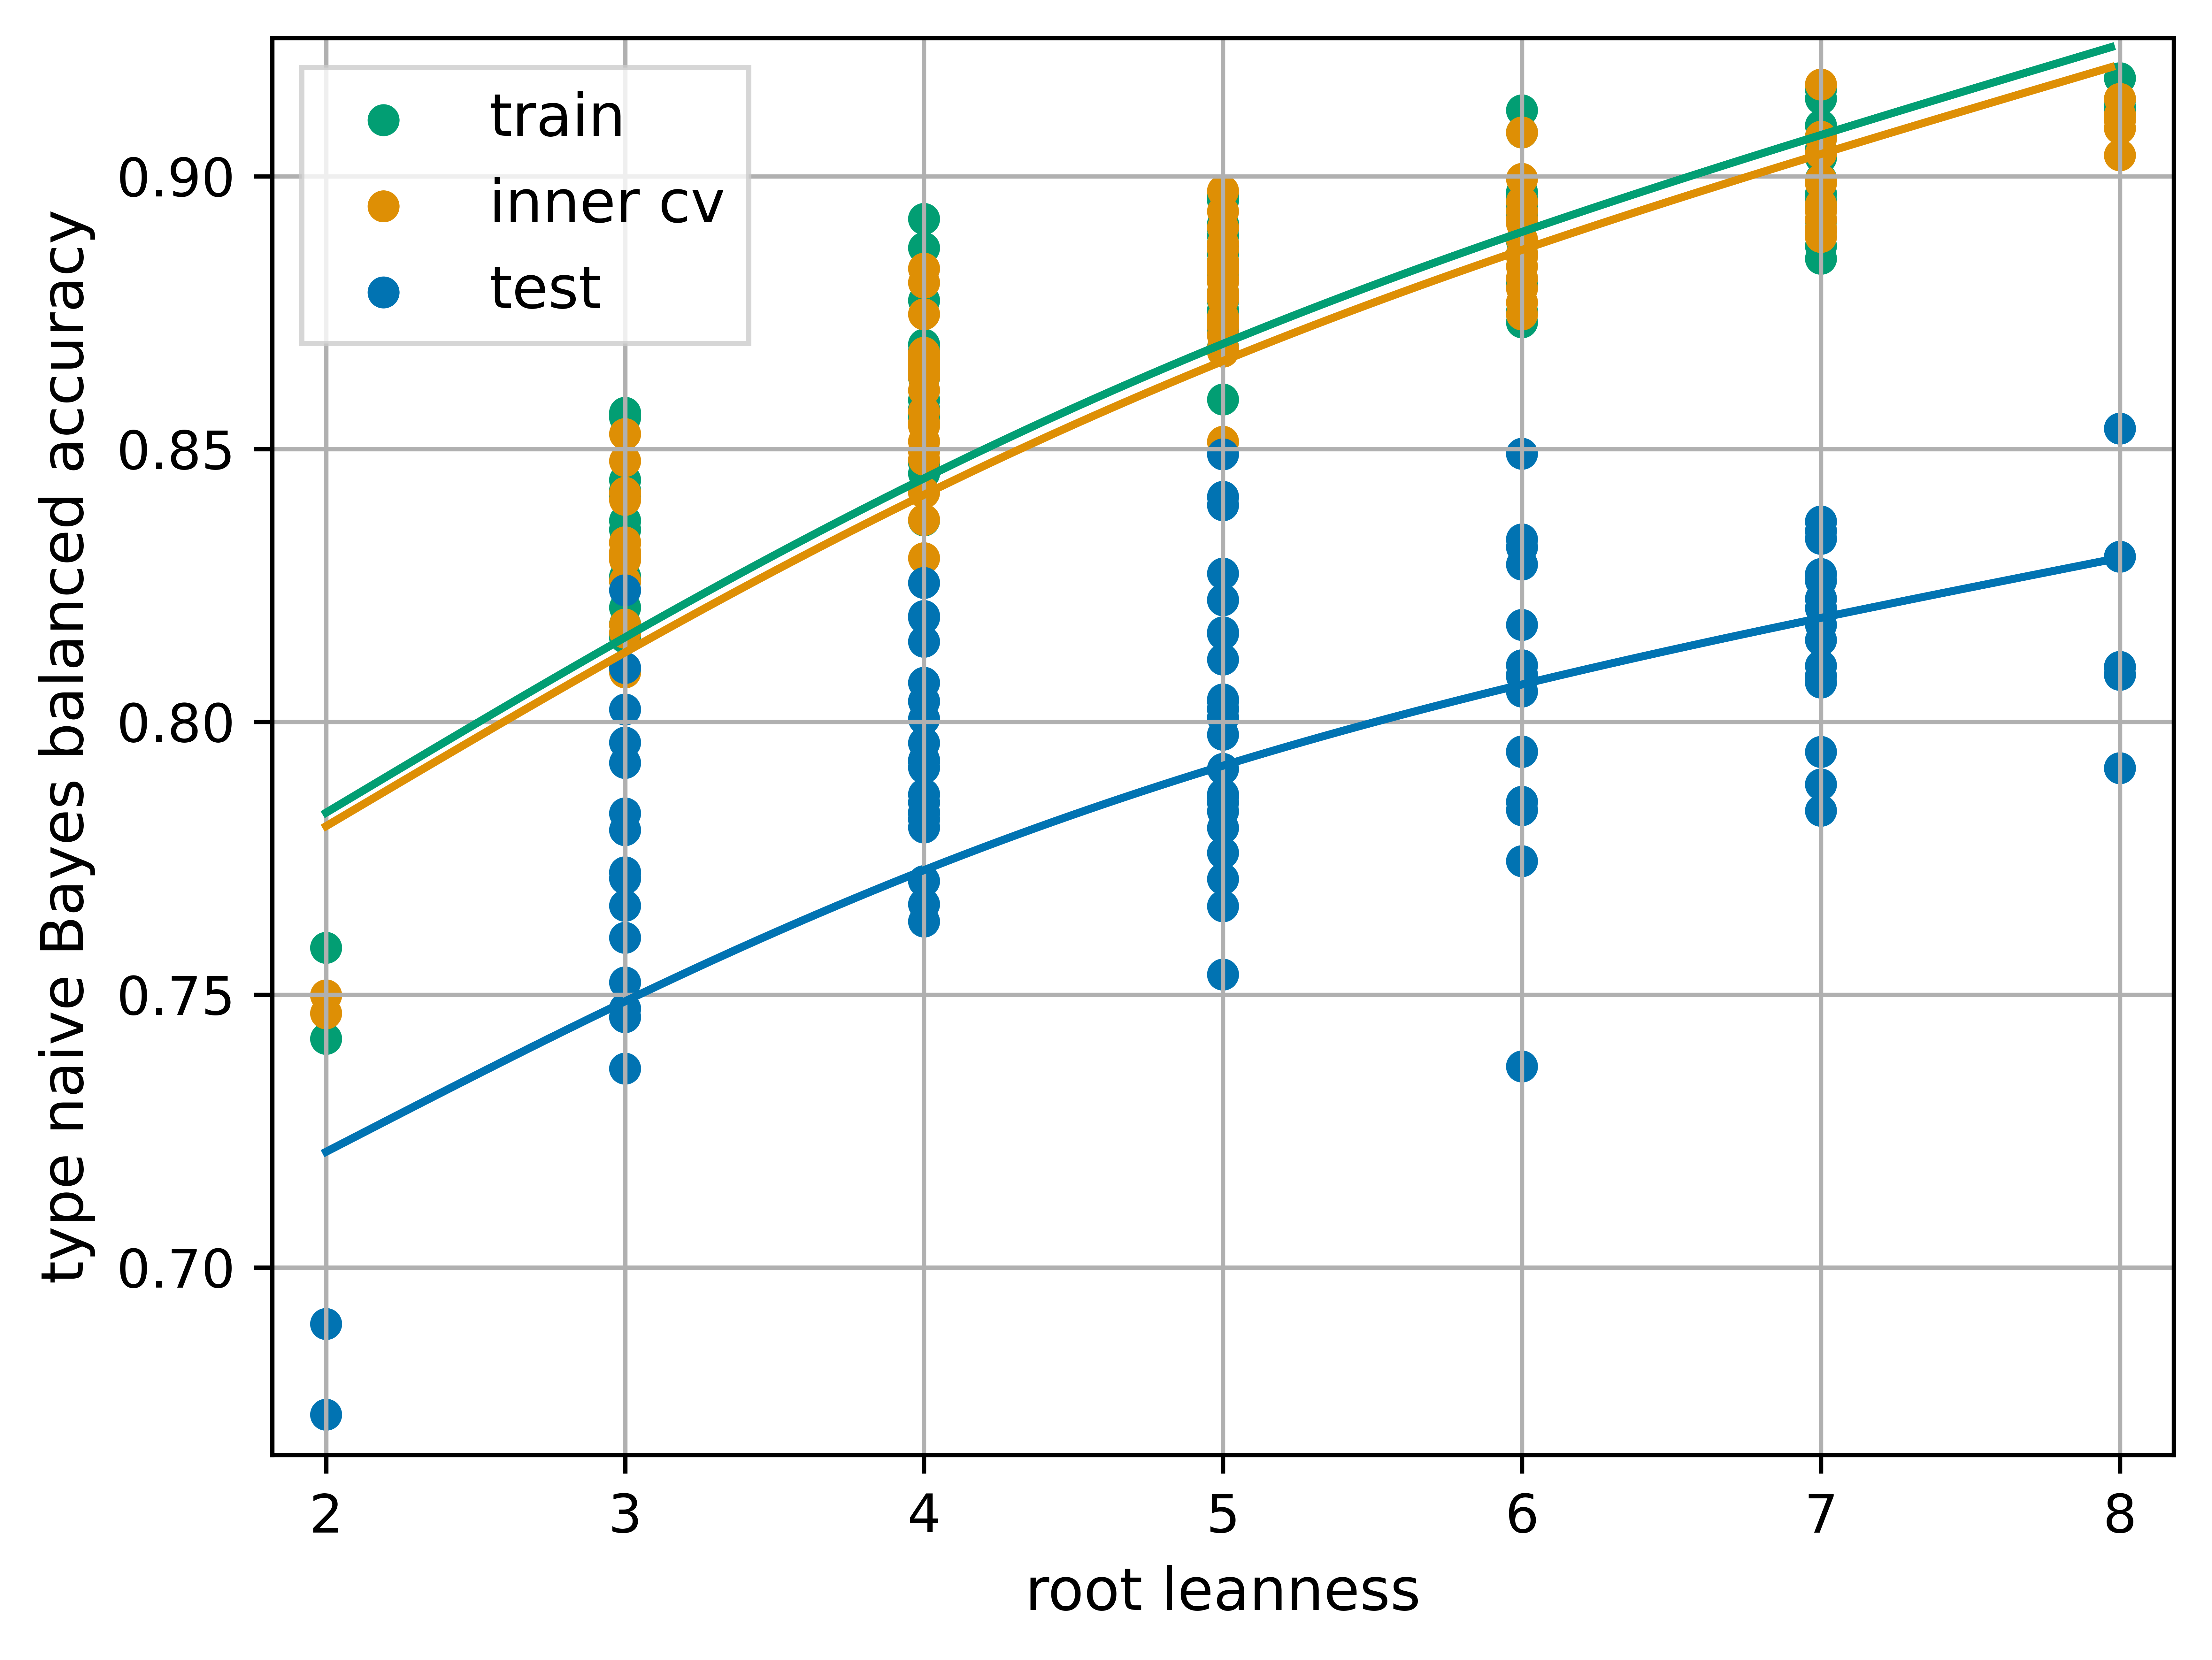 train
inner cv
test
type naive Bayes balanced accuracy
0.90
0.85
0.80
0.75
0.70
2 3 4 5 6 7 8
root leanness